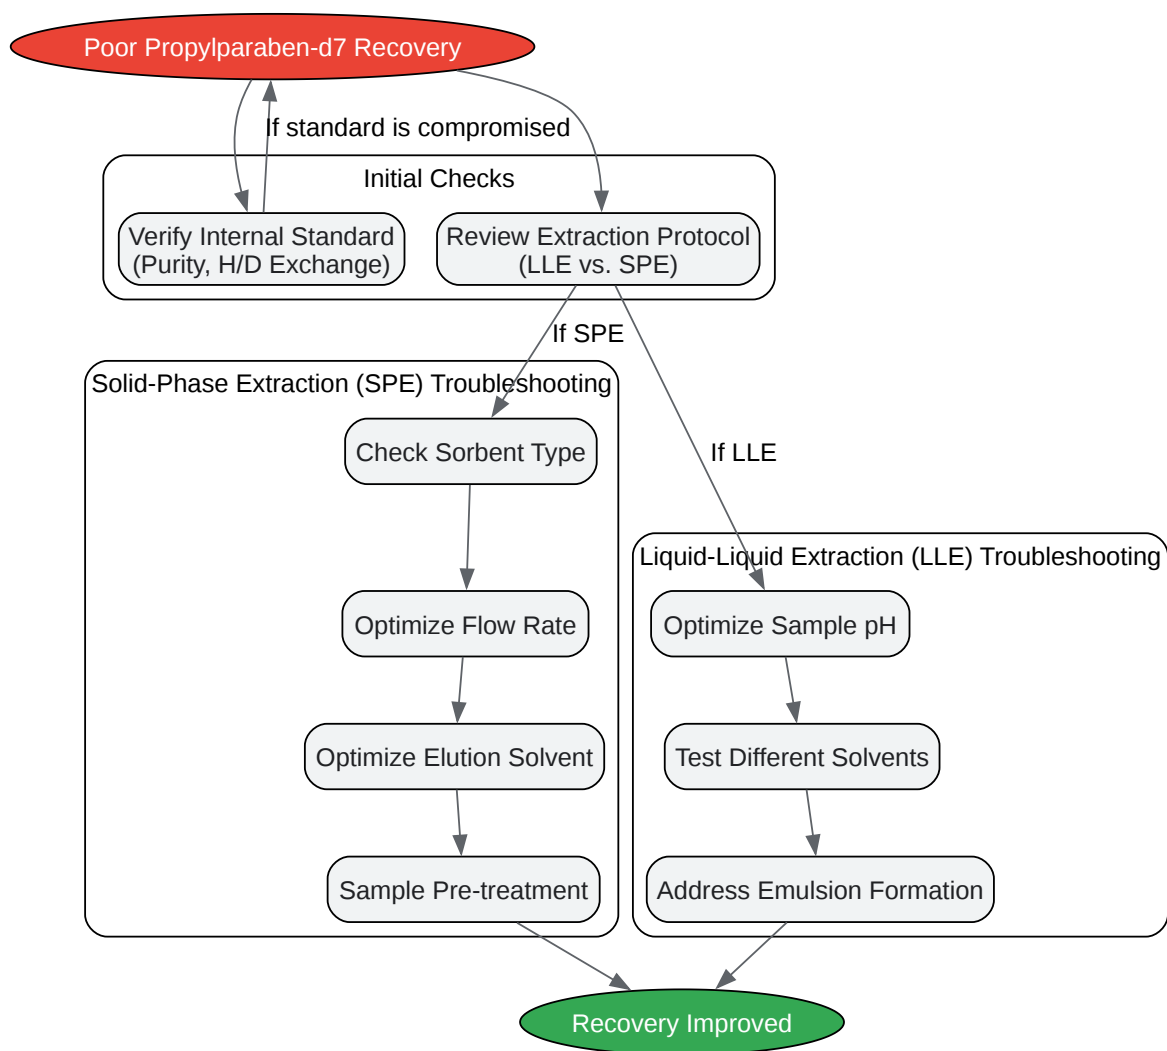 Poor Propylparaben-d7 Recovery
If standard is compromised
Initial Checks
Verify Internal Standard
(Purity, H/D Exchange)
Review Extraction Protocol
(LLE vs. SPE)
If SPE
Solid-Phase Extraction (SPE) Troubleshooting
Check Sorbent Type
If LLE
Liquid-Liquid Extraction (LLE) Troubleshooting
Optimize Flow Rate
Optimize Sample pH
Optimize Elution Solvent
Test Different Solvents
Sample Pre-treatment
Address Emulsion Formation
Recovery Improved